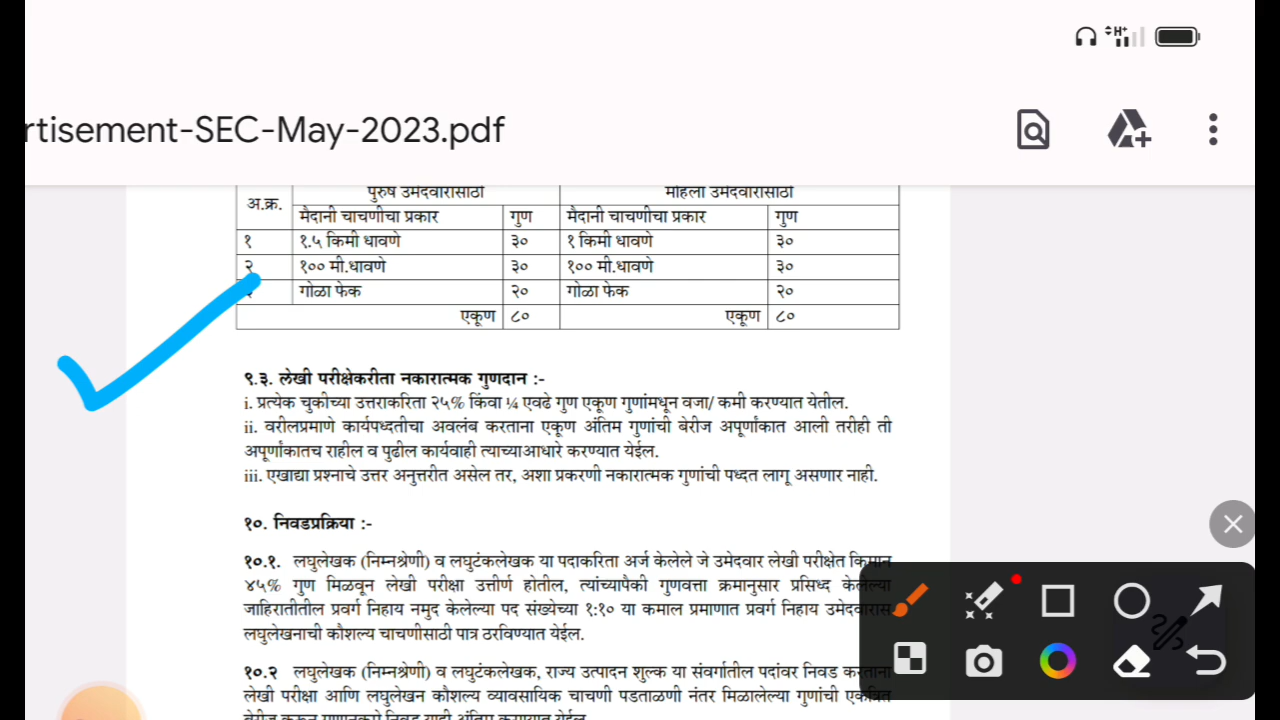 H+
rtisement-SEC-May-2023.pdf
अ.क्र. पुरुष उमेदवारासाठी महिला उमेदवारासाठी
मैदानी चाचणीचा प्रकार गुण मैदानी चाचणीचा प्रकार गुण
१ १.५ किमी धावणे ३० १ किमी धावणे ३०
२ १०० मी.धावणे ३० १०० मी.धावणे ३०
गोळा फेक २० गोळा फेक २०
एकूण ८० एकूण ८०
९.३. लेखी परीक्षेकरीता नकारात्मक गुणदान :-
i. प्रत्येक चुकीच्या उत्तराकरिता २५% किंवा ¼ एवढे गुण एकूण गुणांमधून वजा/ कमी करण्यात येतील.
ii. वरीलप्रमाणे कार्यपध्दतीचा अवलंब करताना एकूण अंतिम गुणांची बेरीज अपूर्णांकात आली तरीही ती
अपूर्णांकातच राहील व पुढील कार्यवाही त्याच्याआधारे करण्यात येईल.
iii. एखाद्या प्रश्नाचे उत्तर अनुत्तरीत असेल तर, अशा प्रकरणी नकारात्मक गुणांची पध्दत लागू असणार नाही.
१०. निवडप्रक्रिया :-
१०.१. लघुलेखक (निम्नश्रेणी) व लघुटंकलेखक या पदाकरिता अर्ज केलेले जे उमेदवार लेखी परीक्षेत किमान
४५% गुण मिळवून लेखी परीक्षा उत्तीर्ण होतील, त्यांच्यापैकी गुणवत्ता क्रमानुसार प्रसिध्द केलेल्या
जाहिरातीतील प्रवर्ग निहाय नमुद केलेल्या पद संख्येच्या १:१० या कमाल प्रमाणात प्रवर्ग निहाय उमेदवारास
लघुलेखनाची कौशल्य चाचणीसाठी पात्र ठरविण्यात येईल.
१०.२ लघुलेखक (निम्नश्रेणी) व लघुटंकलेखक, राज्य उत्पादन शुल्क या संवर्गातील पदांवर निवड करताना
लेखी परीक्षा आणि लघुलेखन कौशल्य व्यावसायिक चाचणी पडताळणी नंतर मिळालेल्या गुणांची एकत्रित